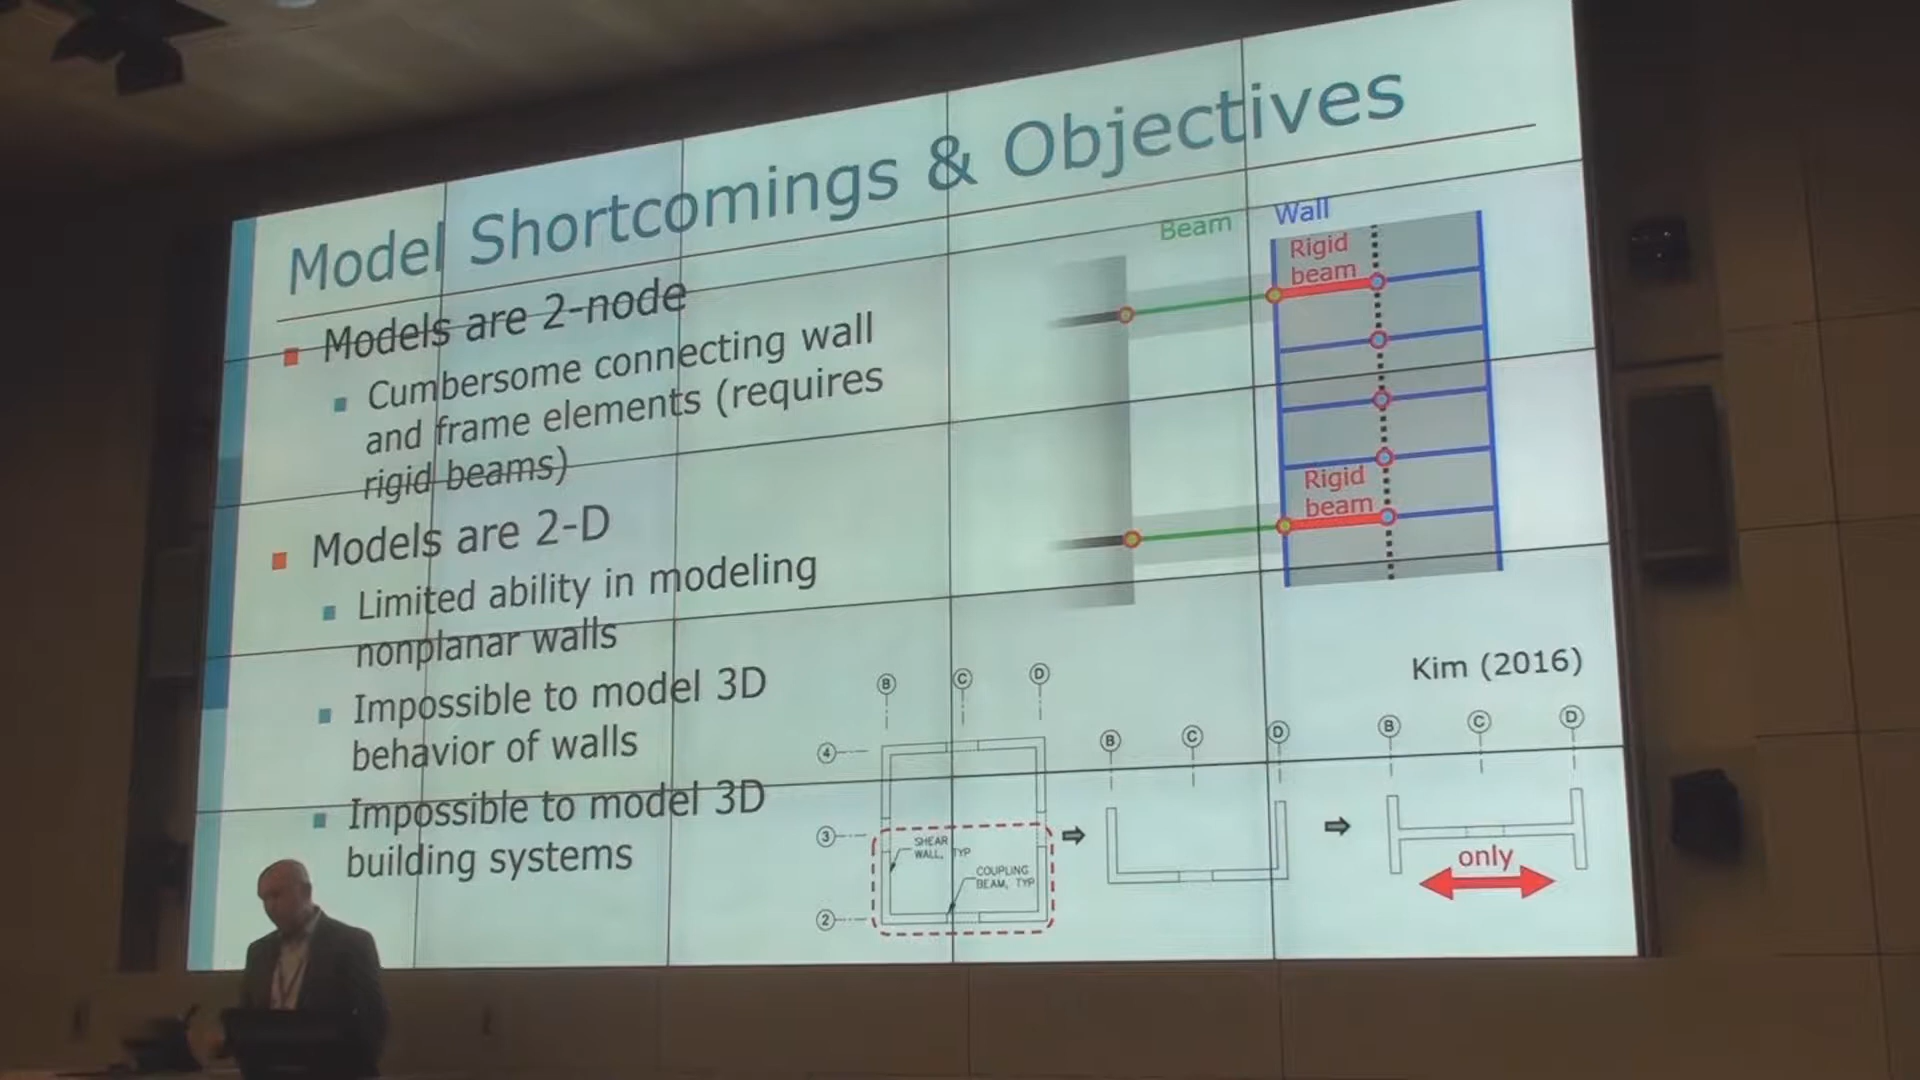 Model Shortcomings & Objectives
Models are 2-node
Cumbersome connecting wall
and frame elements (requires
rigid beams)
Models are 2-D
Limited ability in modeling
nonplanar walls
Impossible to model 3D
behavior of walls
Impossible to model 3D
building systems
Beam
Wall
Rigid
beam
Rigid
beam
Kim (2016)
B C D
4
3
2
SHEAR
WALL, TYP
COUPLING
BEAM, TYP
B C D
B C D
only